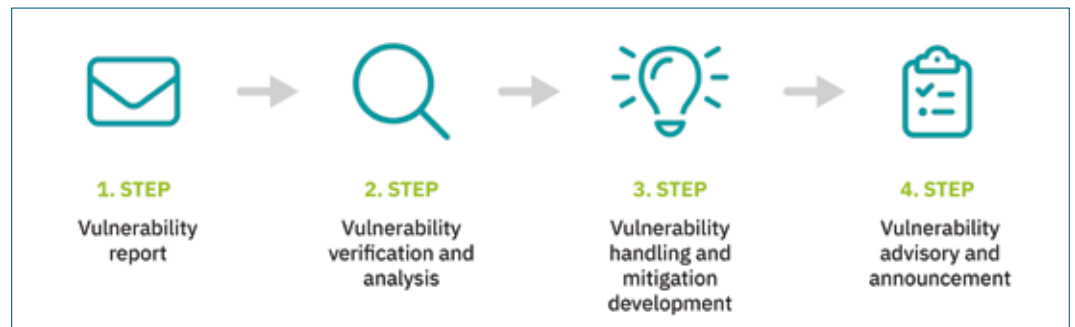 1. STEP
Vulnerability
report
2. STEP
Vulnerability
verification and
analysis
3. STEP
Vulnerability
handling and
mitigation
development
4. STEP
Vulnerability
advisory and
announcement